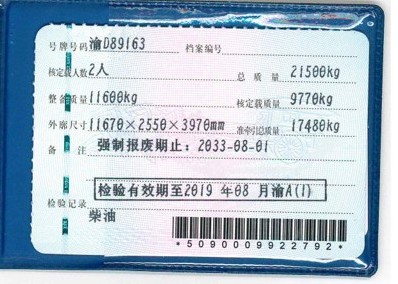 号牌号码 渝D89163 档案编号
核定载人数 2人 总质量 21500kg
整备质量 11600kg 核定载质量 9770kg
外廓尺寸 11670×2550×3970mm 准牵引总质量 17480kg
备注 强制报废期止：2033-08-01
检验有效期至2019年08月渝A(1)
检验记录
柴油
*5090009922792*